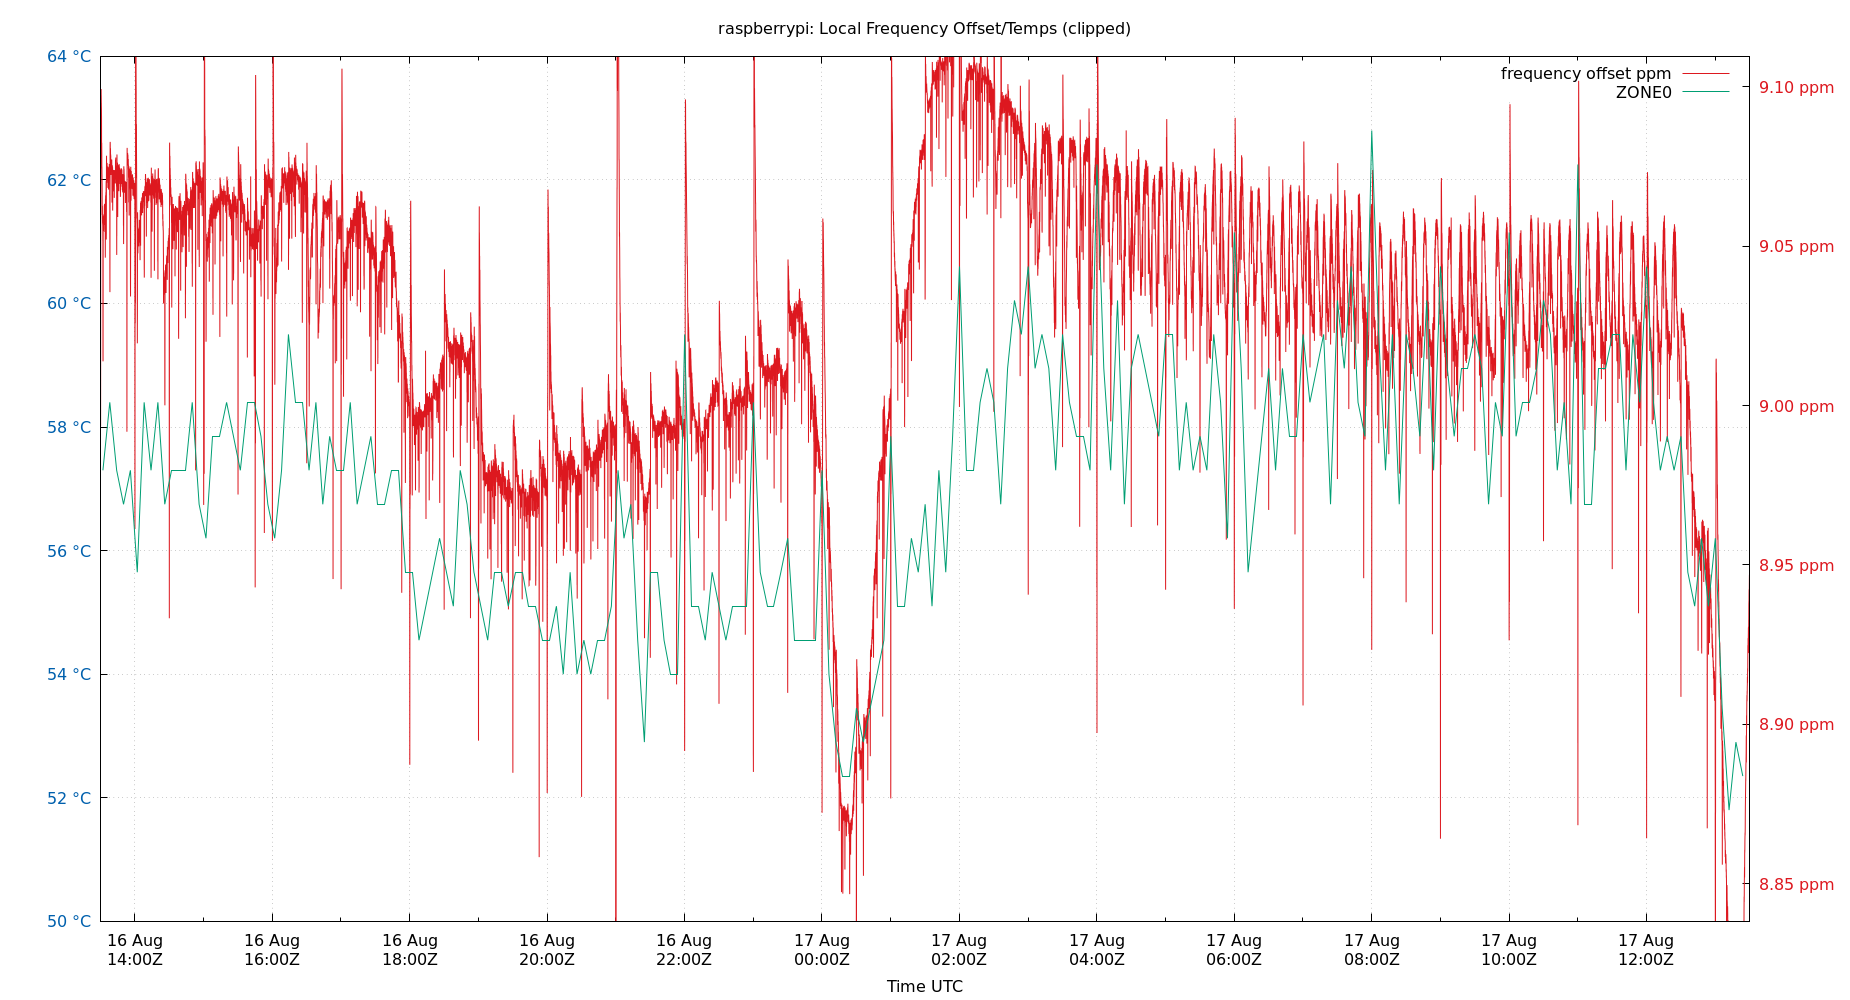 raspberrypi: Local Frequency Offset/Temps (clipped)
64 °C
62 °C
60 °C
58 °C
56 °C
54 °C
52 °C
50 °C
frequency offset ppm
ZONE0
9.10 ppm
9.05 ppm
9.00 ppm
8.95 ppm
8.90 ppm
8.85 ppm
16 Aug 16 Aug 16 Aug 16 Aug 16 Aug 17 Aug 17 Aug 17 Aug 17 Aug 17 Aug 17 Aug 17 Aug
14:00Z 16:00Z 18:00Z 20:00Z 22:00Z 00:00Z 02:00Z 04:00Z 06:00Z 08:00Z 10:00Z 12:00Z
Time UTC